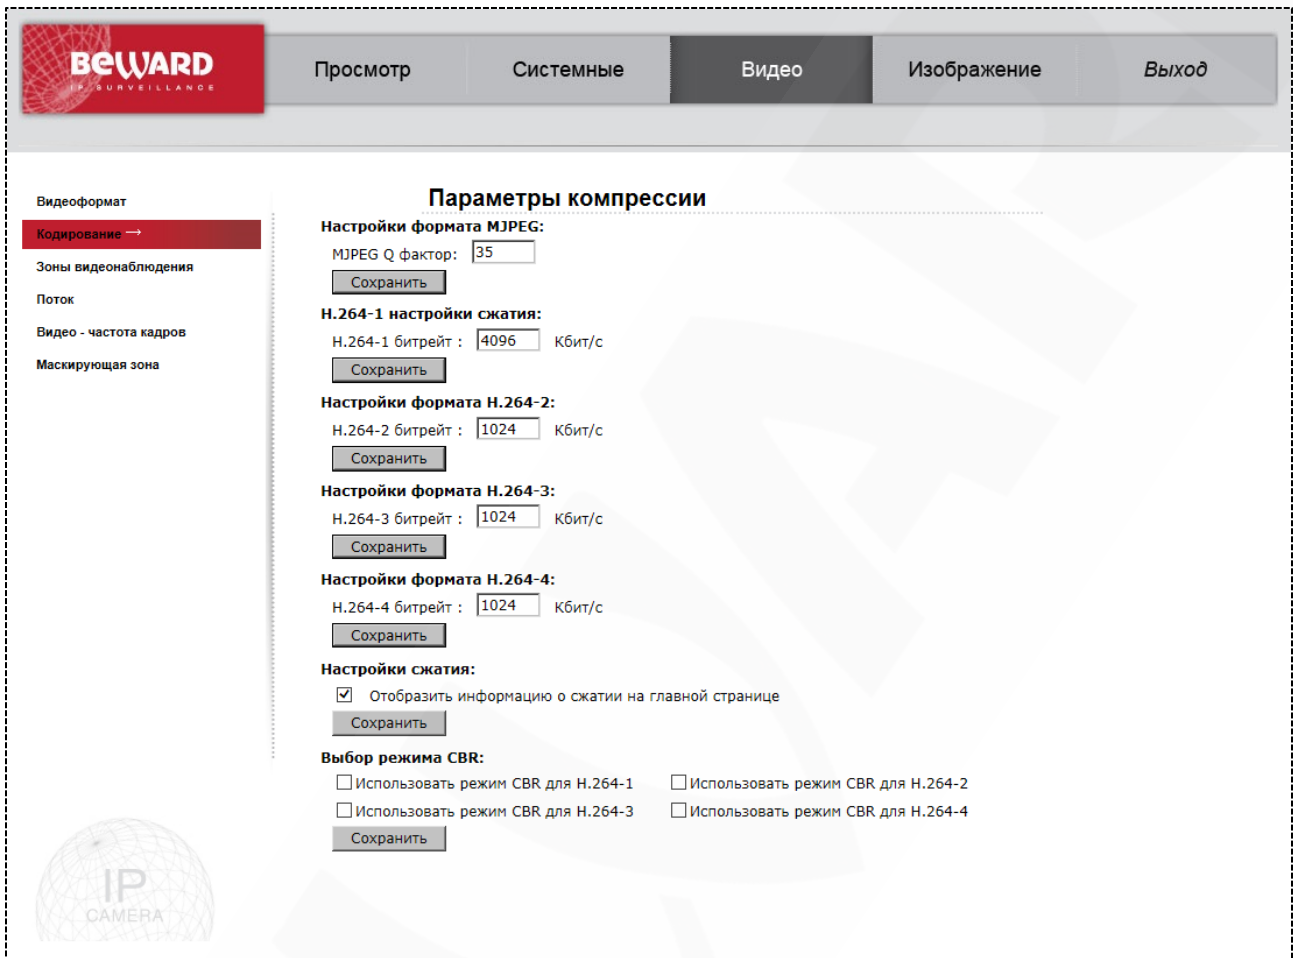 BEWARD
IP SURVEILLANCE
Просмотр Системные Видео Изображение Выход
Видеоформат
Кодирование →
Зоны видеонаблюдения
Поток
Видео - частота кадров
Маскирующая зона
Параметры компрессии
Настройки формата MJPEG:
MJPEG Q фактор: 35
Сохранить
H.264-1 настройки сжатия:
H.264-1 битрейт : 4096 Кбит/с
Сохранить
Настройки формата H.264-2:
H.264-2 битрейт : 1024 Кбит/с
Сохранить
Настройки формата H.264-3:
H.264-3 битрейт : 1024 Кбит/с
Сохранить
Настройки формата H.264-4:
H.264-4 битрейт : 1024 Кбит/с
Сохранить
Настройки сжатия:
Отобразить информацию о сжатии на главной странице
Сохранить
Выбор режима CBR:
Использовать режим CBR для H.264-1 Использовать режим CBR для H.264-2
Использовать режим CBR для H.264-3 Использовать режим CBR для H.264-4
Сохранить
IP
CAMERA